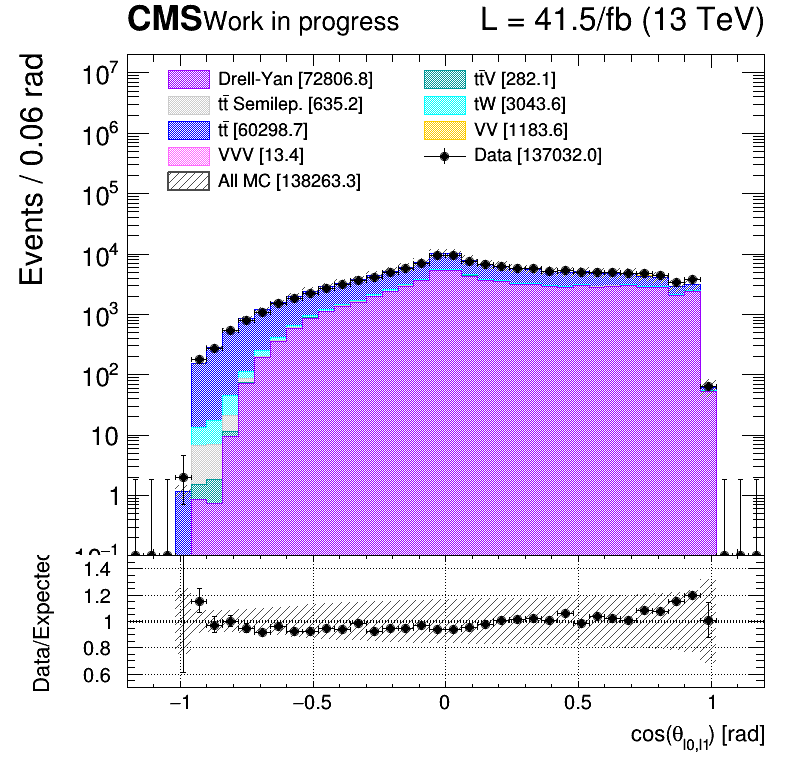 CMS Work in progress L = 41.5/fb (13 TeV)
Events / 0.06 rad
10⁷
10⁶
10⁵
10⁴
10³
10²
10
1
10⁻¹
Drell-Yan [72806.8]
tt̄ Semilep. [635.2]
tt̄ [60298.7]
VVV [13.4]
All MC [138263.3]
tt̄V [282.1]
tW [3043.6]
VV [1183.6]
Data [137032.0]
Data/Expected
1.4
1.2
1
0.8
0.6
−1 −0.5 0 0.5 1
cos(θ_l0,l1) [rad]